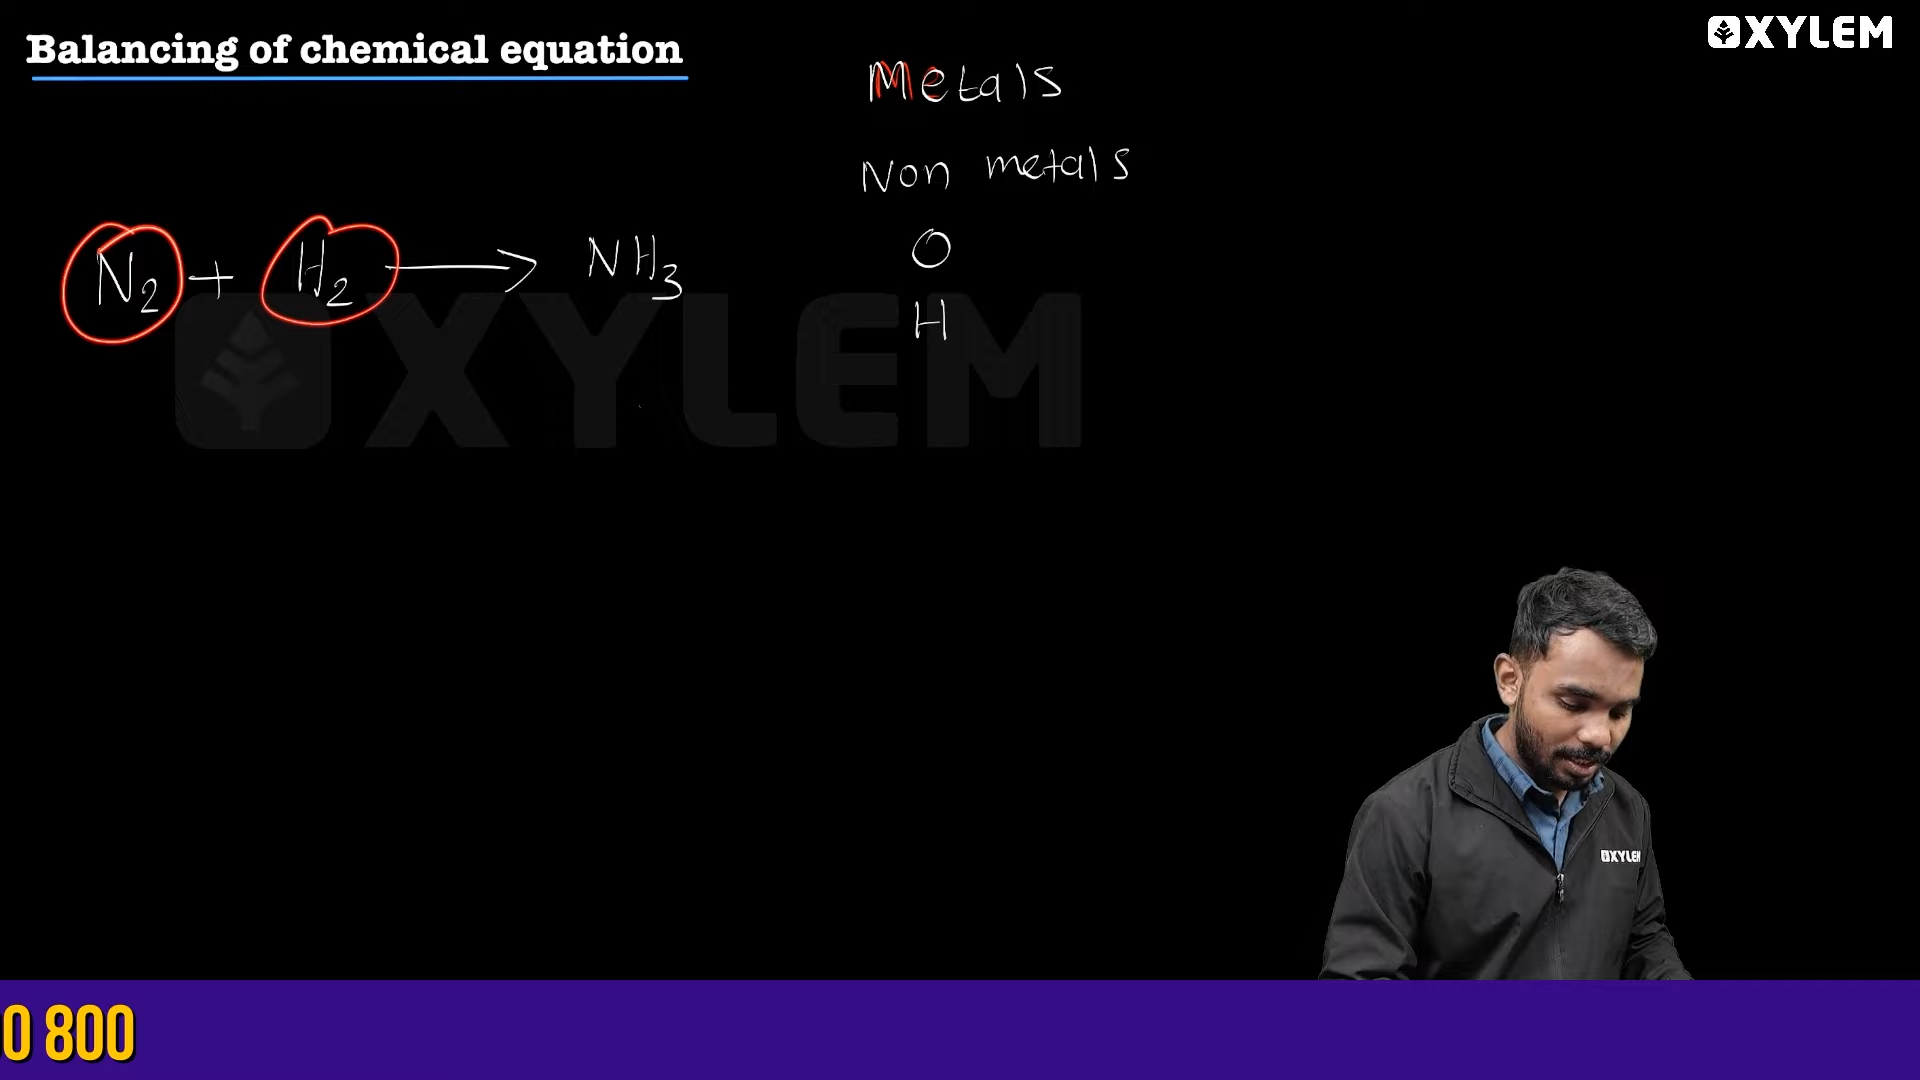 Balancing of chemical equation
XYLEM
Metals
Non metals
N2 + H2 → NH3
O
H
XYLEM
XYLEM
0 800